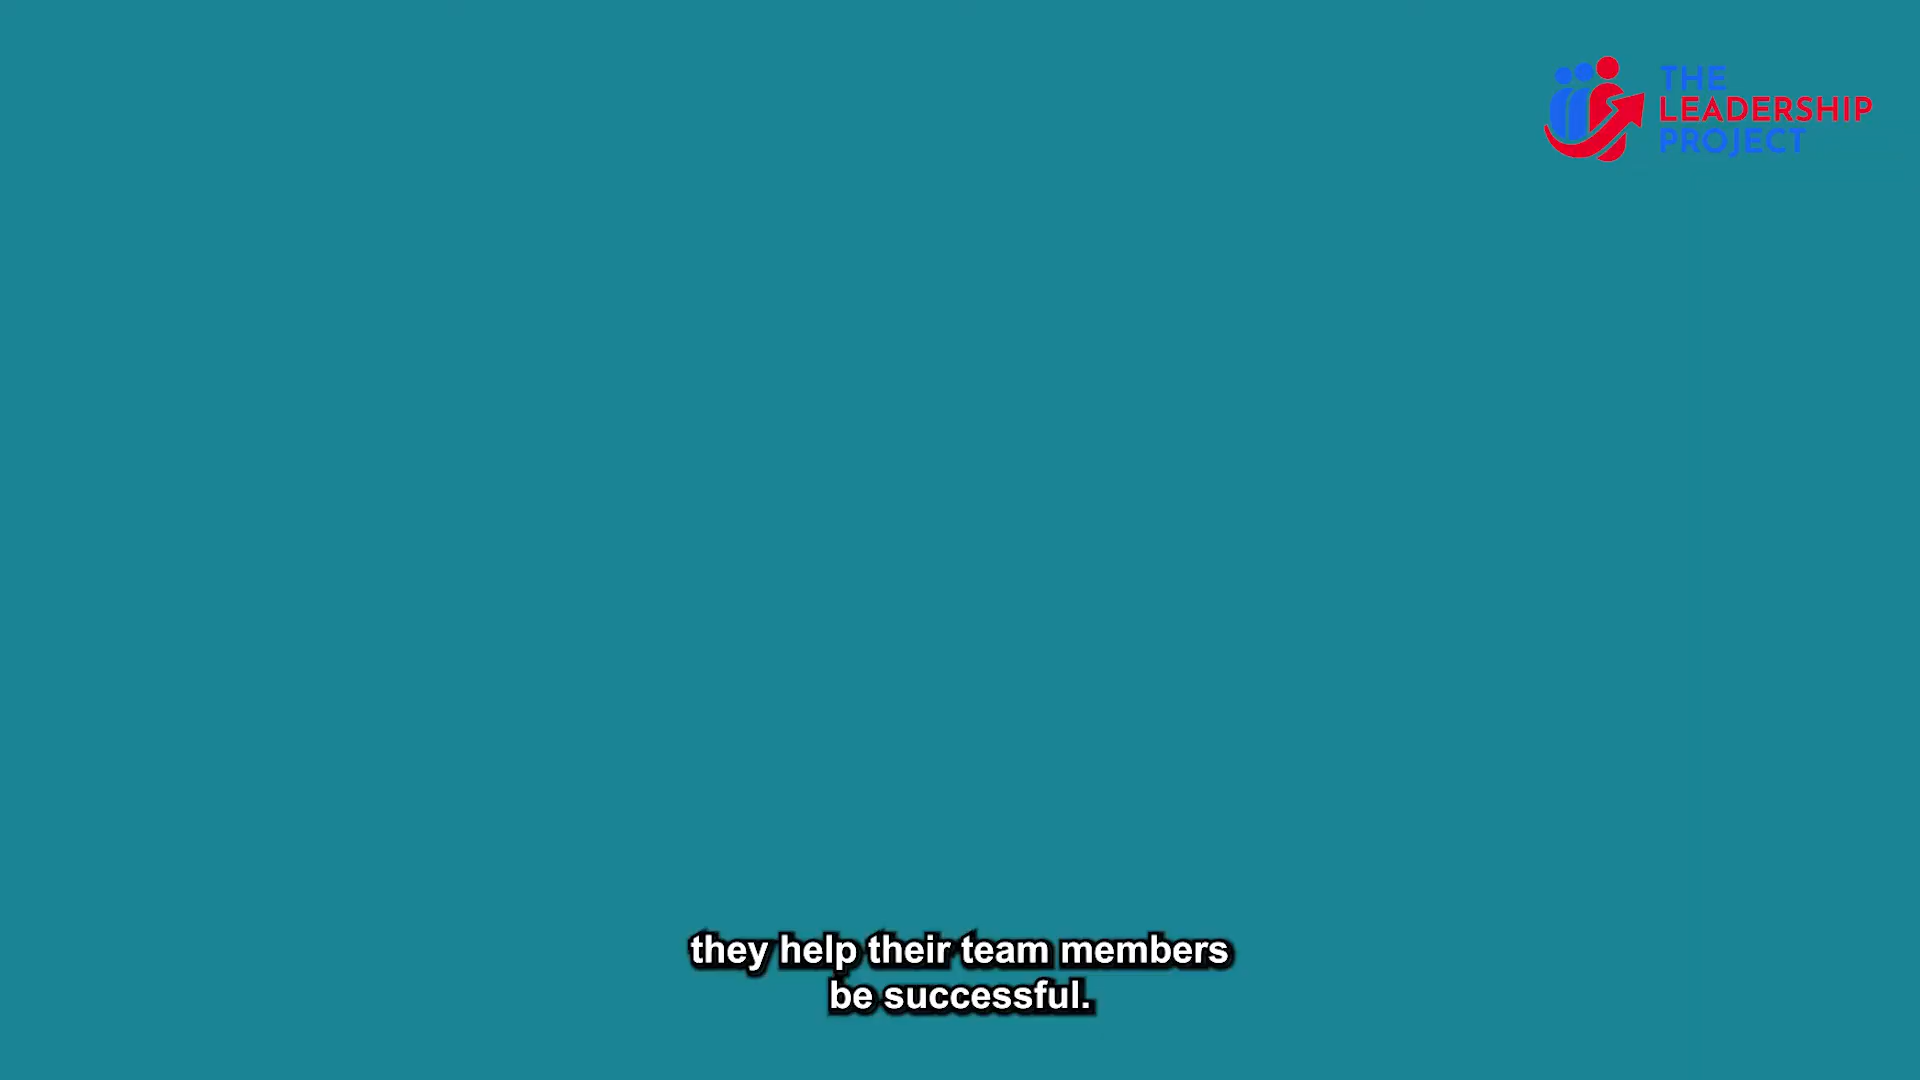 THE
LEADERSHIP
PROJECT
they help their team members
be successful.